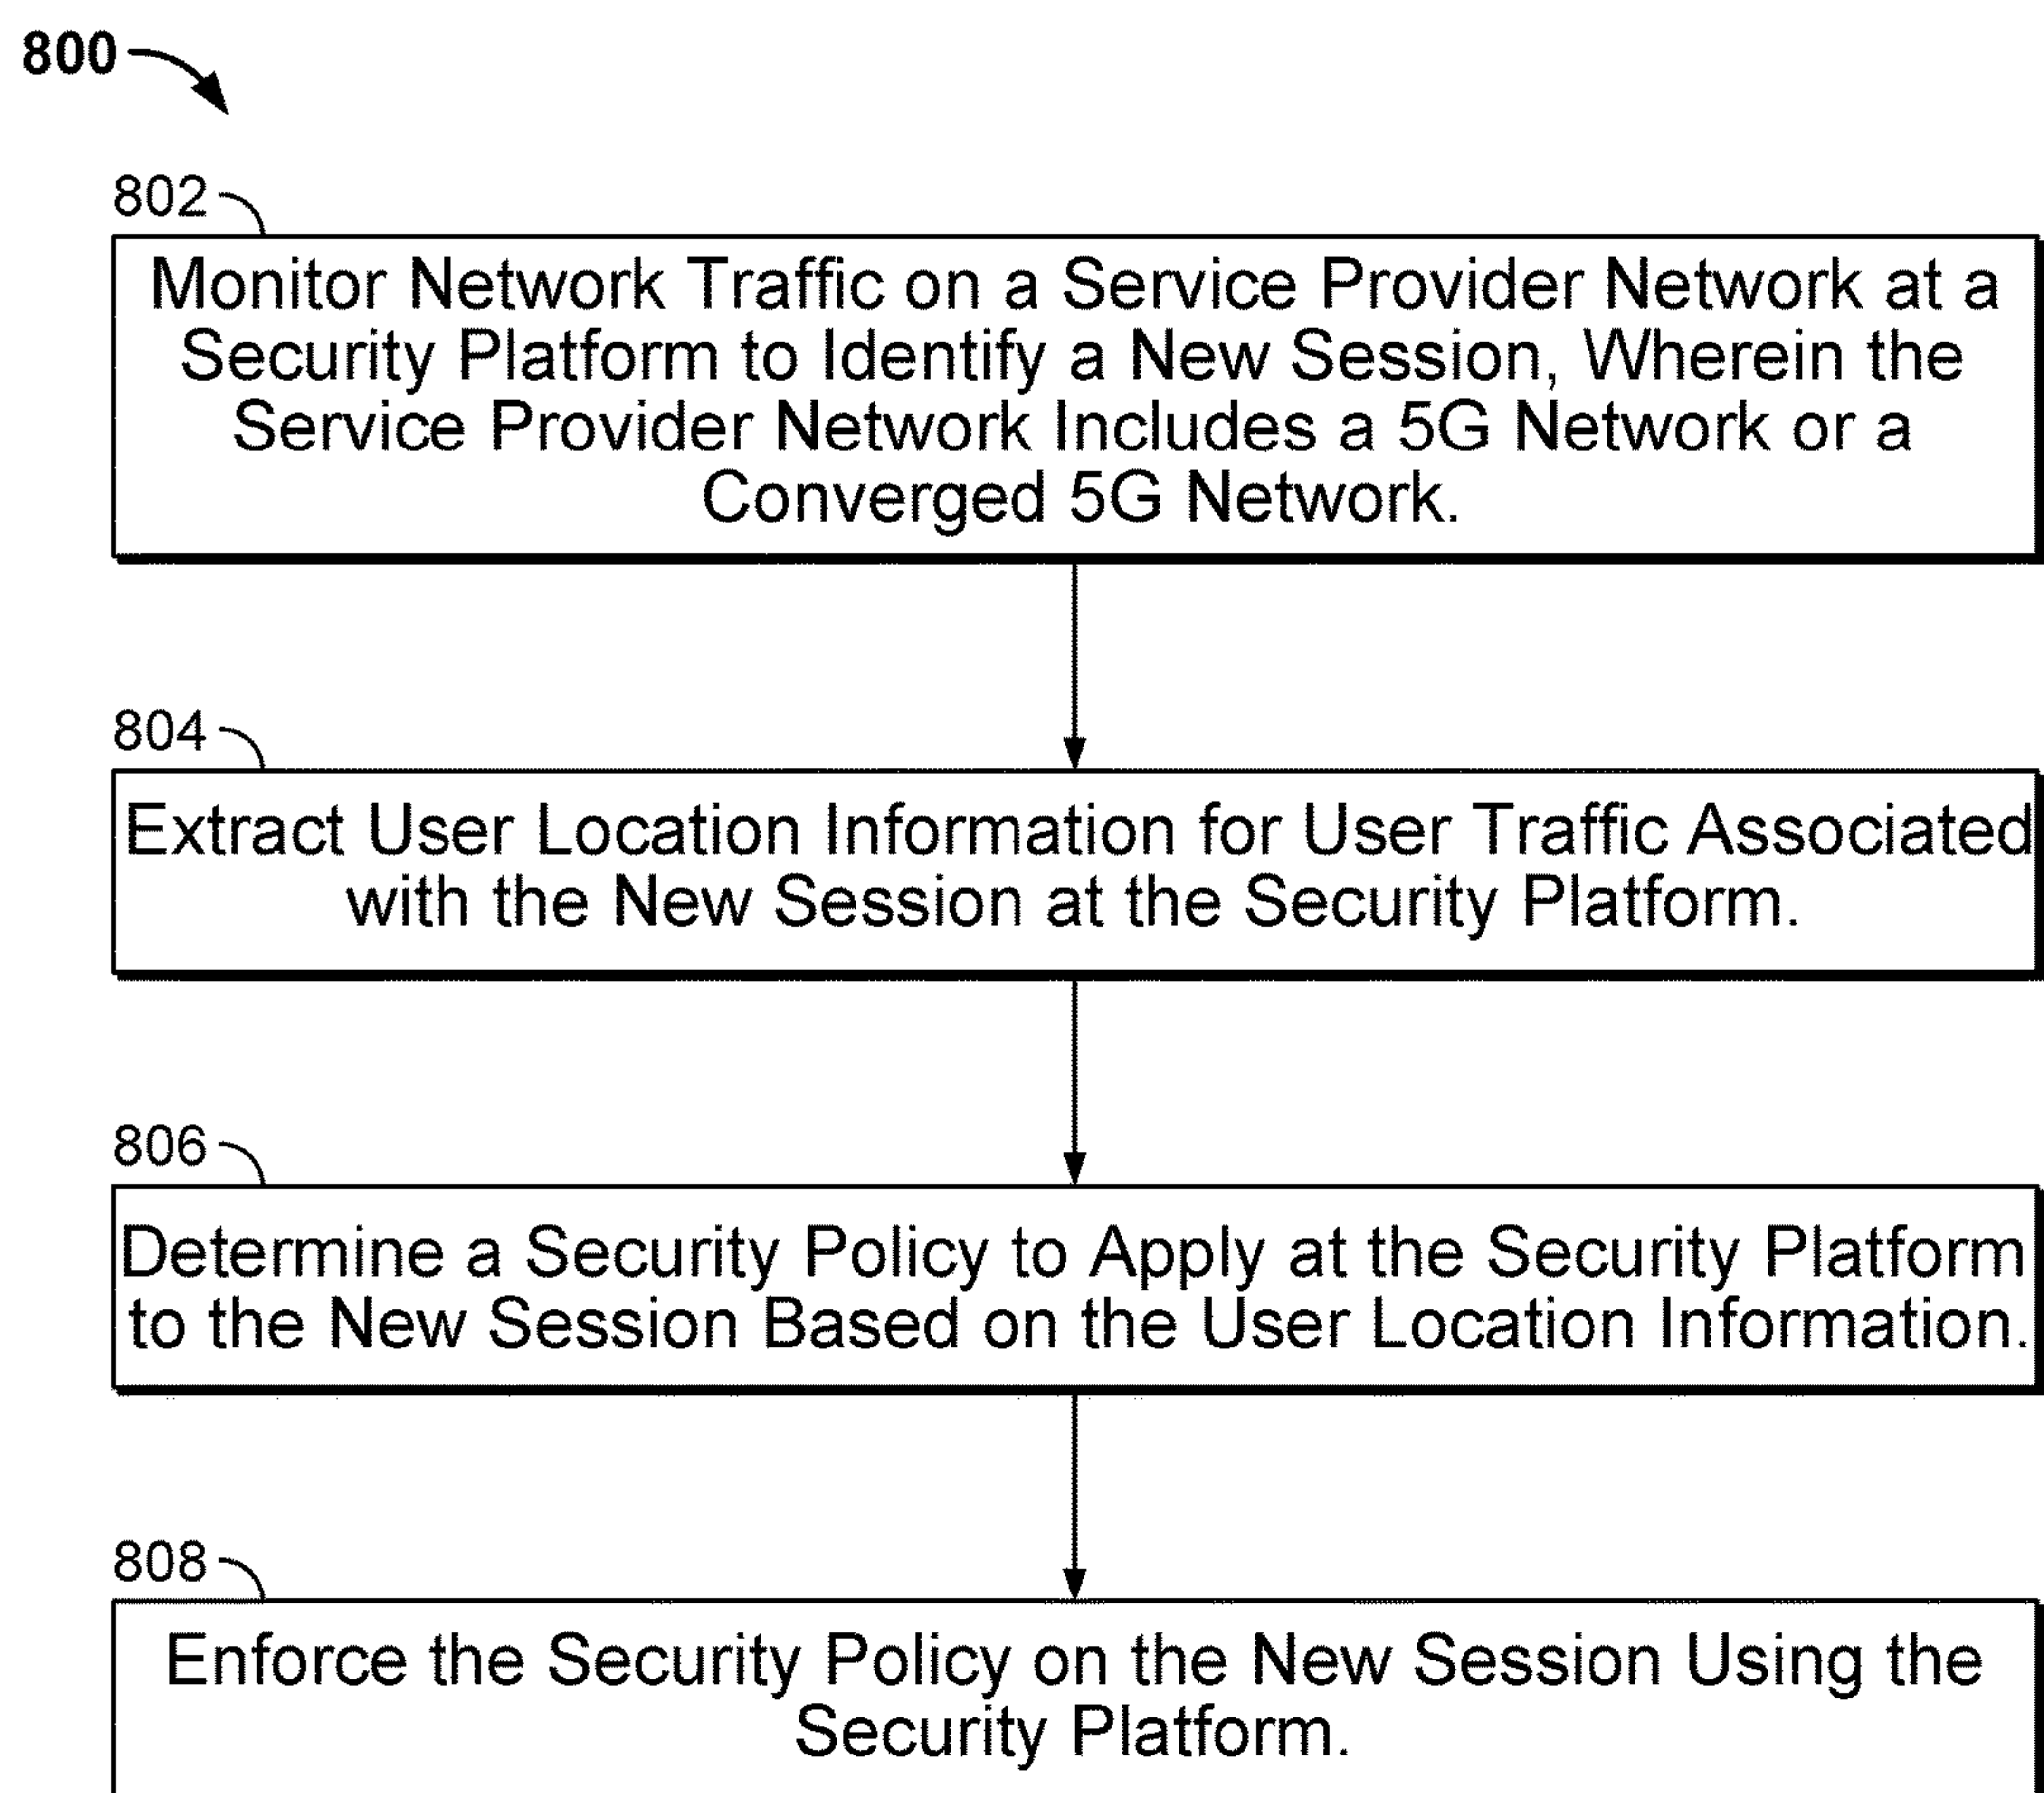 800
802
Monitor Network Traffic on a Service Provider Network at a
Security Platform to Identify a New Session, Wherein the
Service Provider Network Includes a 5G Network or a
Converged 5G Network.
804
Extract User Location Information for User Traffic Associated
with the New Session at the Security Platform.
806
Determine a Security Policy to Apply at the Security Platform
to the New Session Based on the User Location Information.
808
Enforce the Security Policy on the New Session Using the
Security Platform.